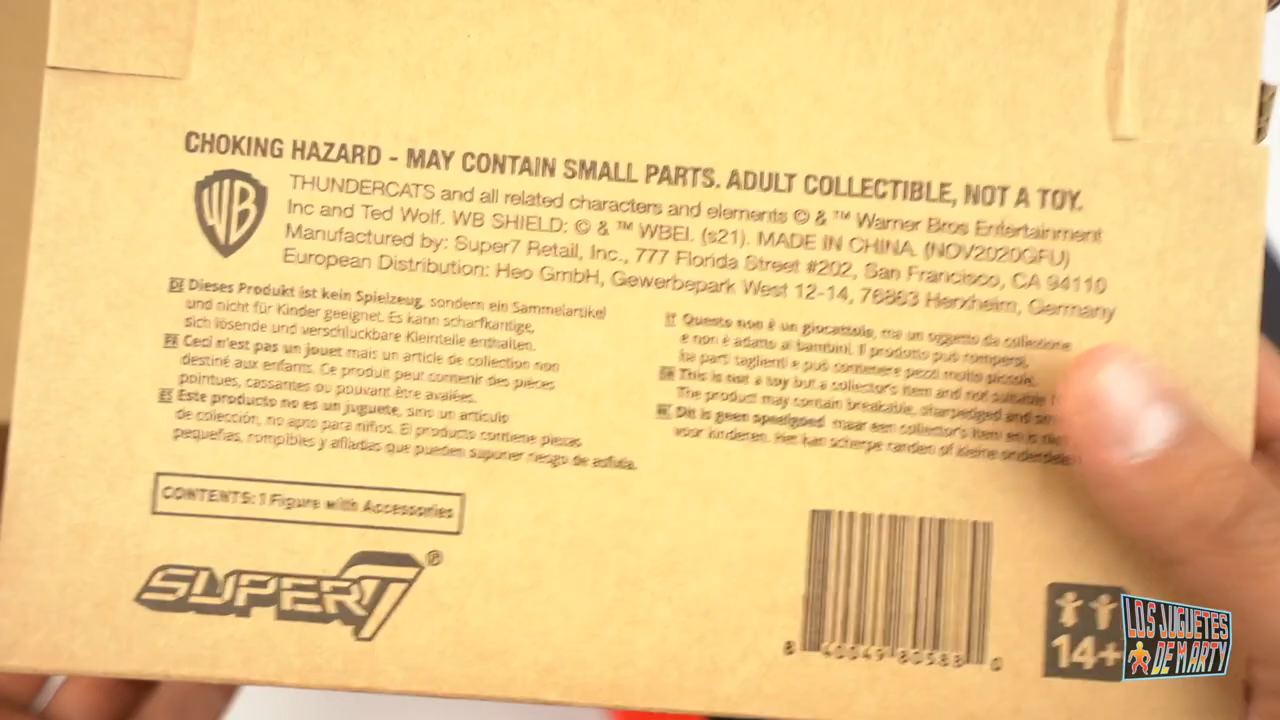 CHOKING HAZARD - MAY CONTAIN SMALL PARTS. ADULT COLLECTIBLE, NOT A TOY.
WB
THUNDERCATS and all related characters and elements © & ™ Warner Bros Entertainment
Inc and Ted Wolf. WB SHIELD: © & ™ WBEI. (s21). MADE IN CHINA. (NOV2020GFU)
Manufactured by: Super7 Retail, Inc., 777 Florida Street #202, San Francisco, CA 94110
European Distribution: Heo GmbH, Gewerbepark West 12-14, 76863 Herxheim, Germany
DE Dieses Produkt ist kein Spielzeug, sondern ein Sammelartikel
und nicht für Kinder geeignet. Es kann scharfkantige,
sich lösende und verschluckbare Kleinteile enthalten.
FR Ceci n'est pas un jouet mais un article de collection non
destiné aux enfants. Ce produit peut contenir des pièces
pointues, cassantes ou pouvant être avalées.
ES Este producto no es un juguete, sino un artículo
de colección, no apto para niños. El producto contiene piezas
pequeñas, rompibles y afiladas que pueden suponer riesgo de asfixia.
IT Questo non è un giocattolo, ma un oggetto da collezione
e non è adatto ai bambini. Il prodotto può rompersi,
ha parti taglienti e può contenere pezzi molto piccole.
This is not a toy but a collector's item and not suitable
The product may contain breakable, sharpedged and
Dit is geen speelgoed maar een collector's item en is
voor kinderen. Het kan scherpe randen of kleine onderdelen
CONTENTS: 1 Figure with Accessories
SUPER7®
8 40049 80588 0
14+
LOS JUGUETES
DE MARTY